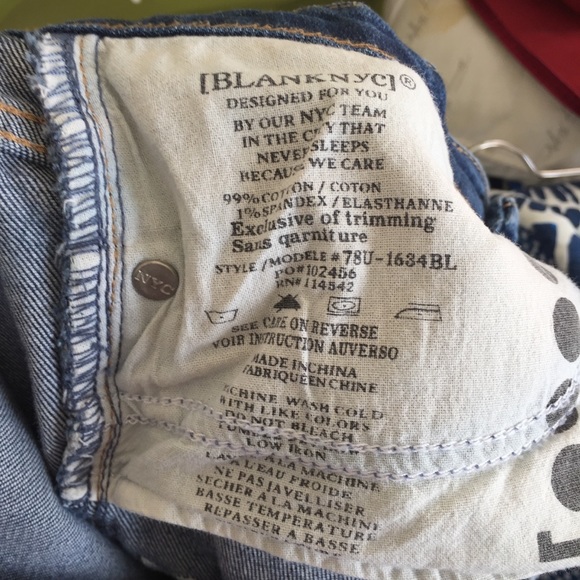 [BLANKNYC]®
DESIGNED FOR YOU
BY OUR NYC TEAM
IN THE CITY THAT
NEVER SLEEPS
BECAUSE WE CARE
99% COTTON / COTON
1% SPANDEX / ELASTHANNE
Exclusive of trimming
Sans qarniture
STYLE / MODELE # 78U-1634BL
PO# 102456
RN# 114542
NYC
SEE CARE ON REVERSE
VOIR INSTRUCTION AUVERSO
MADE IN CHINA
FABRIQUE EN CHINE
MACHINE WASH COLD
WITH LIKE COLORS
DO NOT BLEACH
LOW IRON
A LA MACHINE
L'EAU FROIDE
NE PAS JAVELLISER
SECHER A LA MACHINE
BASSE TEMPERATURE
REPASSER A BASSE